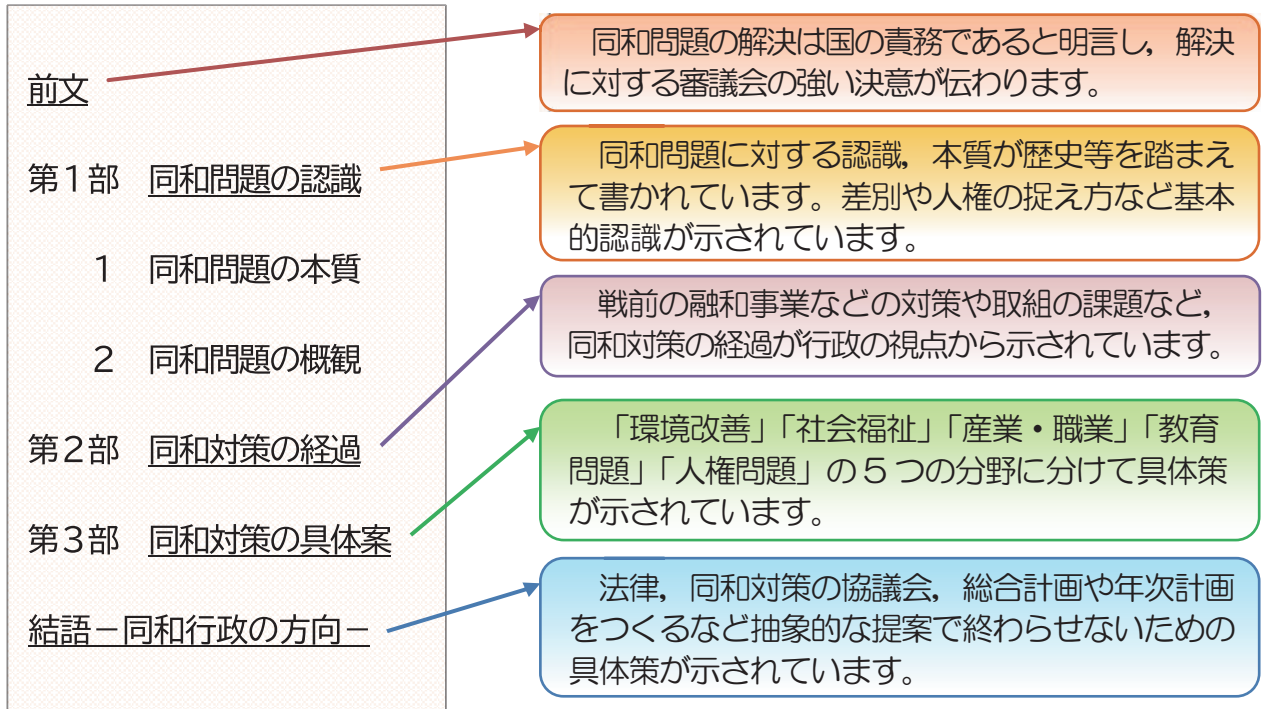 前文
第1部　同和問題の認識
1　同和問題の本質
2　同和問題の概観
第2部　同和対策の経過
第3部　同和対策の具体案
結語－同和行政の方向－
同和問題の解決は国の責務であると明言し，解決
に対する審議会の強い決意が伝わります。
同和問題に対する認識，本質が歴史等を踏まえ
て書かれています。差別や人権の捉え方など基本
的認識が示されています。
戦前の融和事業などの対策や取組の課題など，
同和対策の経過が行政の視点から示されています。
「環境改善」「社会福祉」「産業・職業」「教育
問題」「人権問題」の5つの分野に分けて具体策
が示されています。
法律，同和対策の協議会，総合計画や年次計画
をつくるなど抽象的な提案で終わらせないための
具体策が示されています。